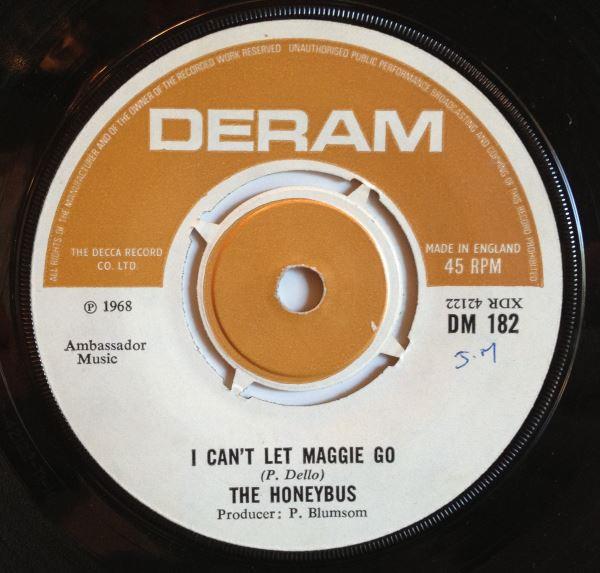 ALL RIGHTS OF THE MANUFACTURER AND OF THE OWNER OF THE RECORDED WORK RESERVED UNAUTHORISED PUBLIC PERFORMANCE BROADCASTING AND COPYING OF THIS RECORD PROHIBITED
DERAM
THE DECCA RECORD
CO. LTD.
MADE IN ENGLAND
45 RPM
℗ 1968
XDR 42122
DM 182
Ambassador
Music
S.M
I CAN'T LET MAGGIE GO
(P. Dello)
THE HONEYBUS
Producer: P. Blumsom